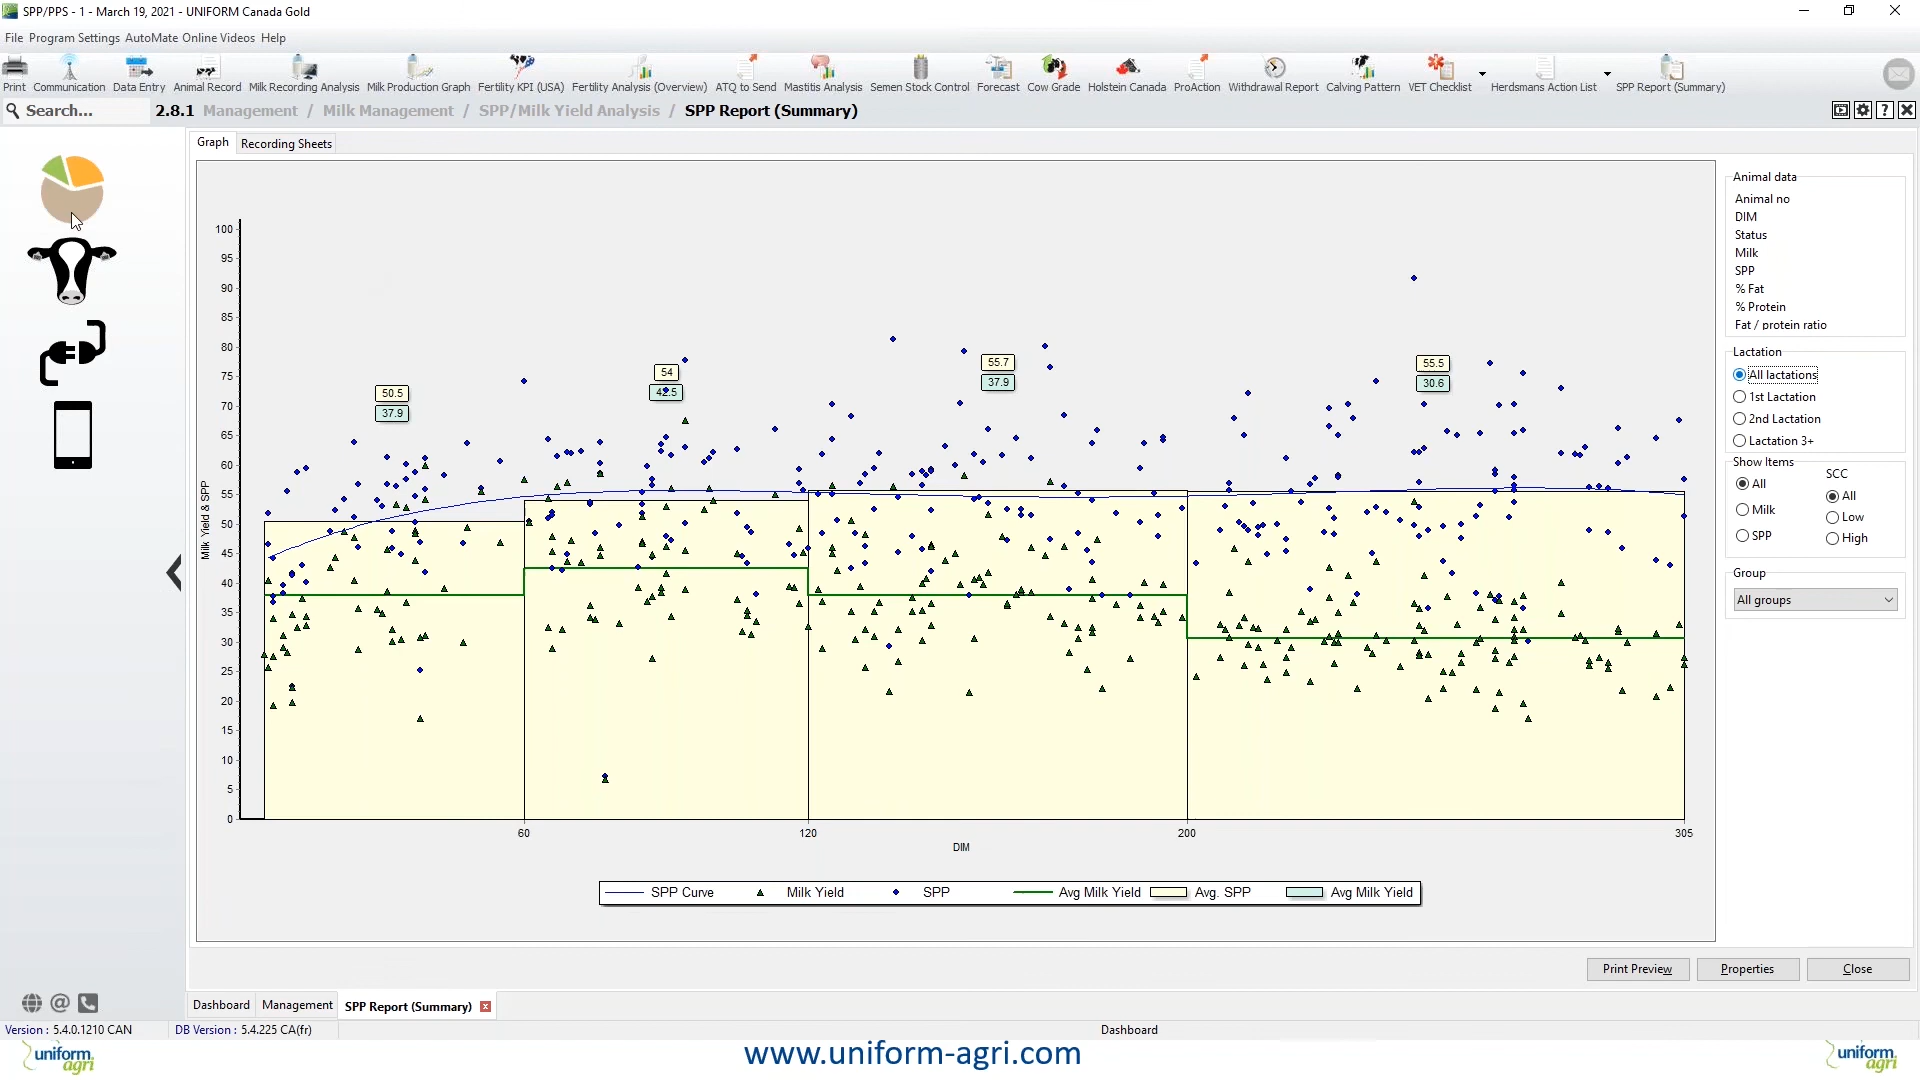 SPP/PPS - 1 - March 19, 2021 - UNIFORM Canada Gold
File Program Settings AutoMate Online Videos Help
Print Communication Data Entry Animal Record Milk Recording Analysis Milk Production Graph Fertility KPI (USA) Fertility Analysis (Overview) ATQ to Send Mastitis Analysis Semen Stock Control Forecast Cow Grade Holstein Canada ProAction Withdrawal Report Calving Pattern VET Checklist Herdsmans Action List SPP Report (Summary)
Search... 2.8.1 Management / Milk Management / SPP/Milk Yield Analysis / SPP Report (Summary)
Graph Recording Sheets
100
95
90
85
80
75
70
65
60
55
50
45
40
35
30
25
20
15
10
5
0
Milk Yield & SPP
50.5
37.9
54
42.5
55.7
37.9
55.5
30.6
60 120 200 305
DIM
SPP Curve Milk Yield SPP Avg Milk Yield Avg. SPP Avg Milk Yield
Animal data
Animal no
DIM
Status
Milk
SPP
% Fat
% Protein
Fat / protein ratio
Lactation
All lactations
1st Lactation
2nd Lactation
Lactation 3+
Show Items
All
Milk
SPP
SCC
All
Low
High
Group
All groups
Print Preview Properties Close
Dashboard Management SPP Report (Summary)
Version : 5.4.0.1210 CAN DB Version : 5.4.225 CA(fr) Dashboard
uniform agri www.uniform-agri.com uniform agri